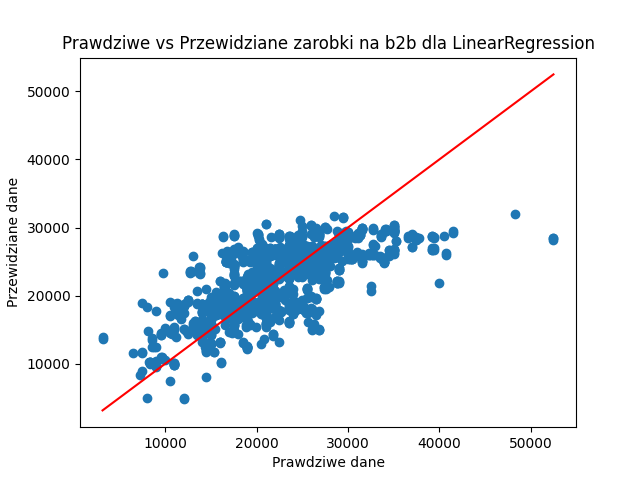 Prawdziwe vs Przewidziane zarobki na b2b dla LinearRegression
50000
40000
30000
20000
10000
Przewidziane dane
10000 20000 30000 40000 50000
Prawdziwe dane